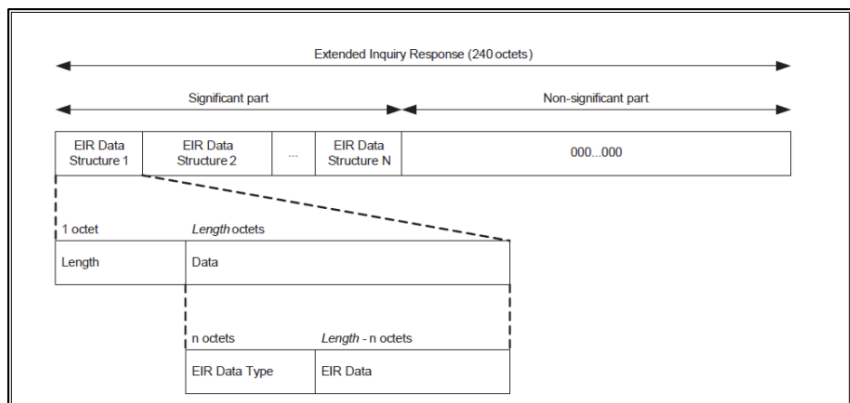 Extended Inquiry Response (240 octets)
Significant part
Non-significant part
EIR Data
Structure 1
EIR Data
Structure 2
...
EIR Data
Structure N
000...000
1 octet
Length octets
Length
Data
n octets
Length - n octets
EIR Data Type
EIR Data